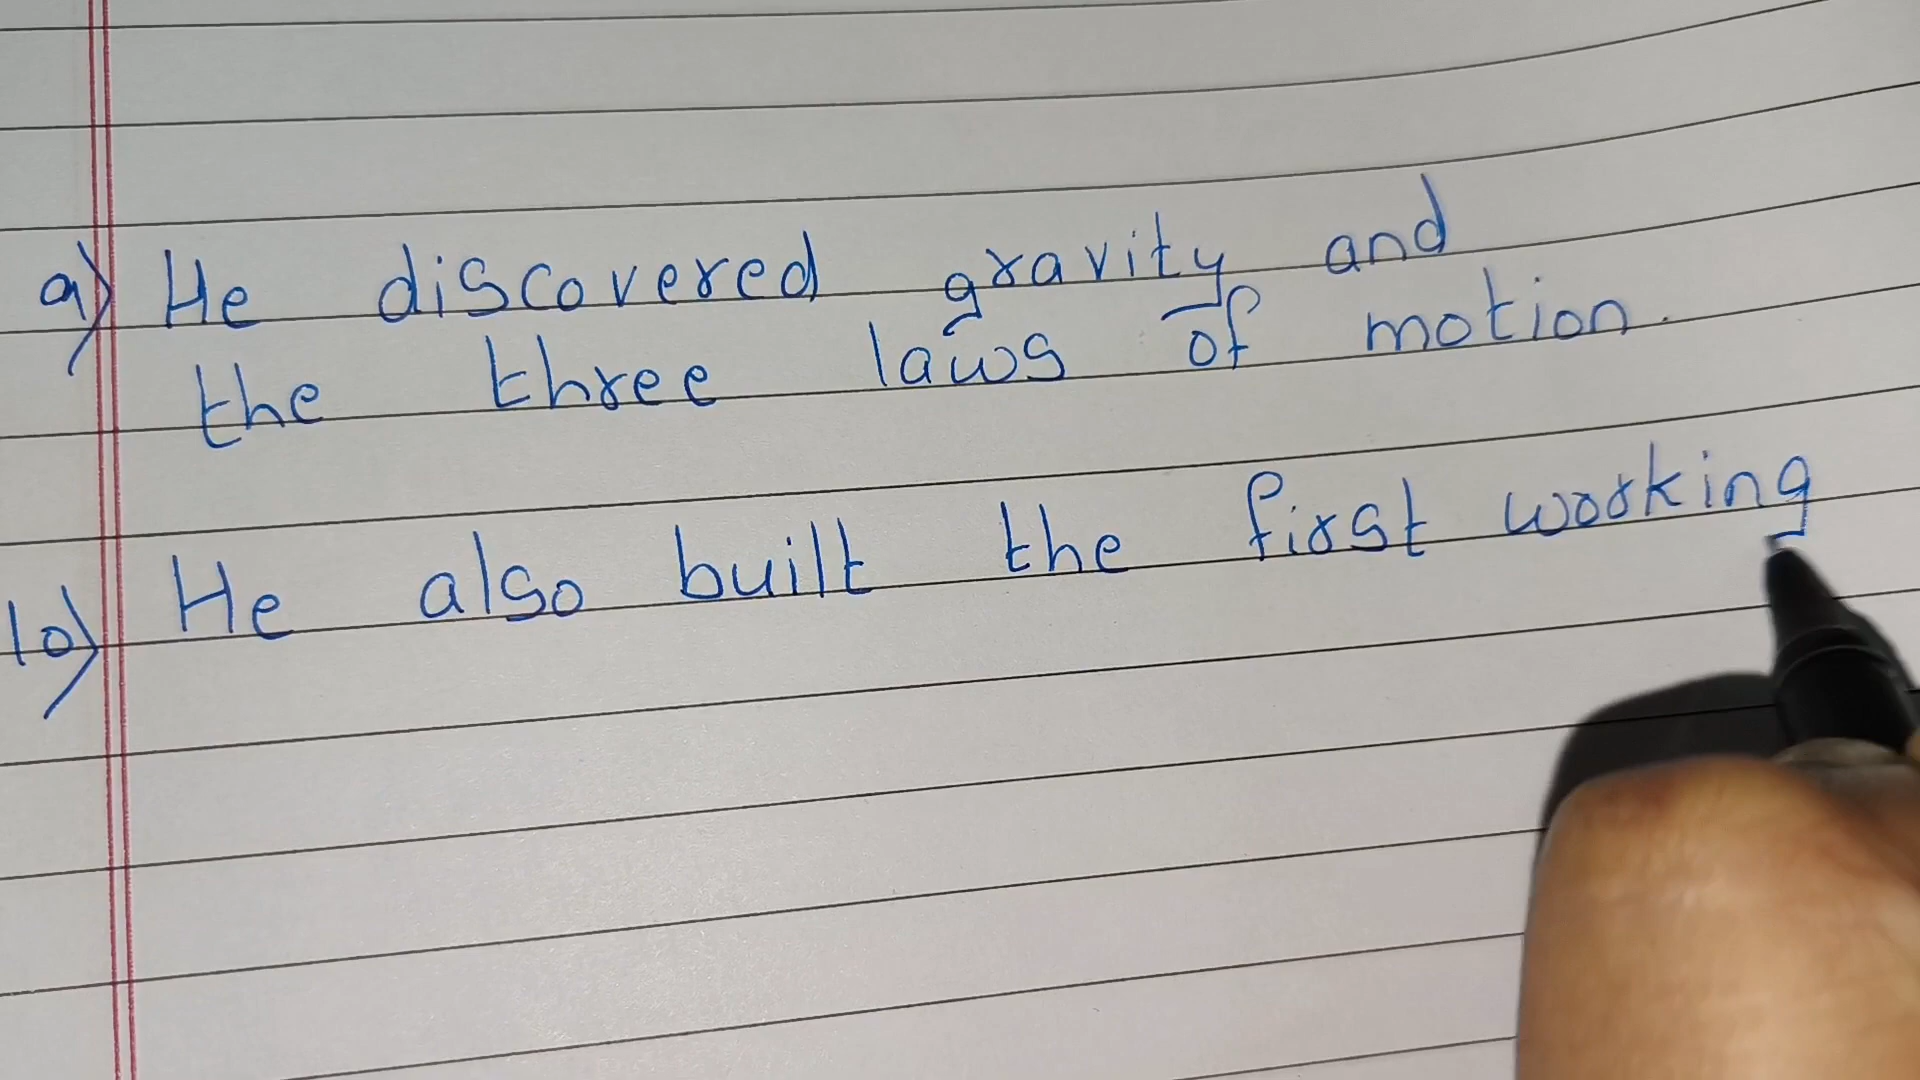 9) He discovered gravity and
the three laws of motion.
10) He also built the first working